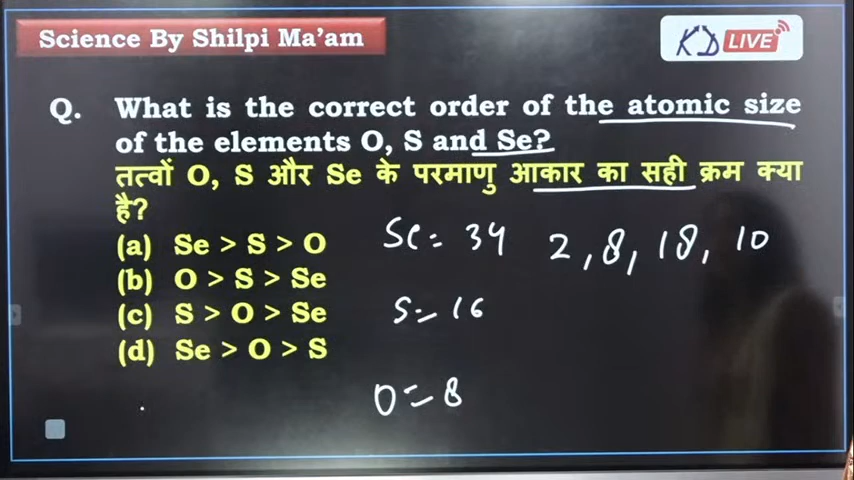 Science By Shilpi Ma'am
KD LIVE
Q. What is the correct order of the atomic size
of the elements O, S and Se?
तत्वों O, S और Se के परमाणु आकार का सही क्रम क्या
है?
(a) Se > S > O
(b) O > S > Se
(c) S > O > Se
(d) Se > O > S
Se = 34 2, 8, 18, 10
S = 16
O = 8